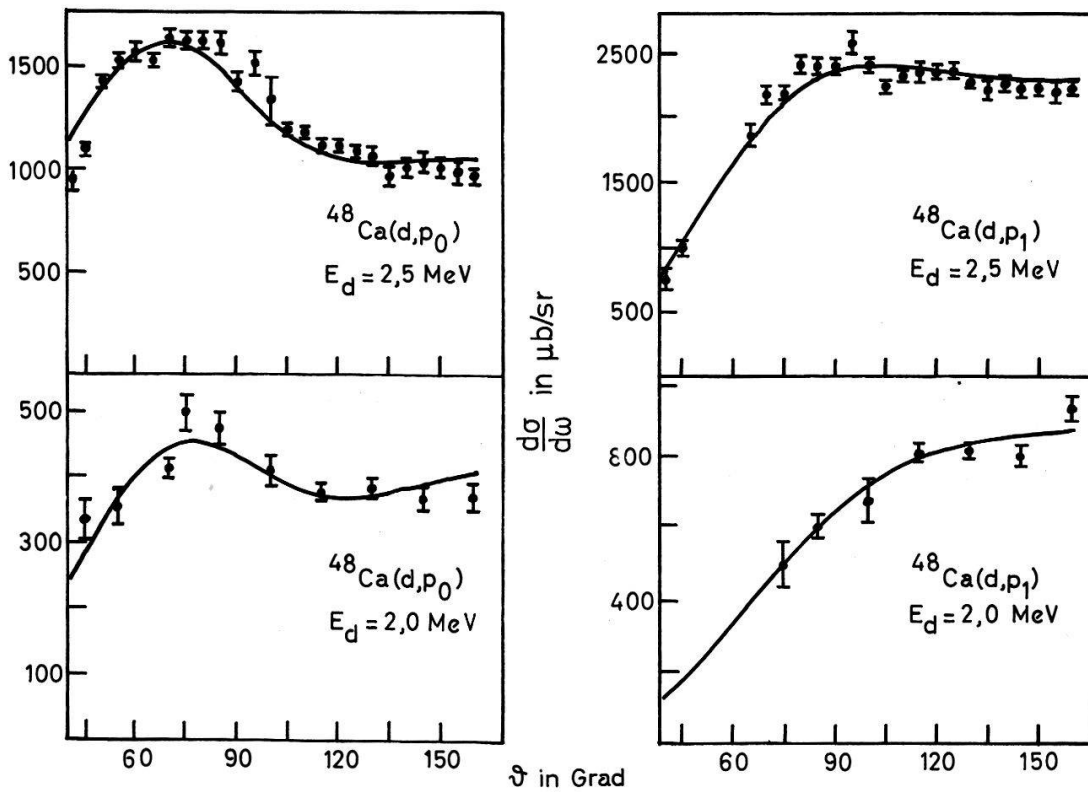 1500
1000
500
⁴⁸Ca(d,p₀)
E_d = 2,5 MeV
2500
1500
500
⁴⁸Ca(d,p₁)
E_d = 2,5 MeV
dσ/dω in μb/sr
500
300
100
⁴⁸Ca(d,p₀)
E_d = 2,0 MeV
800
400
⁴⁸Ca(d,p₁)
E_d = 2,0 MeV
60 90 120 150
60 90 120 150
ϑ in Grad